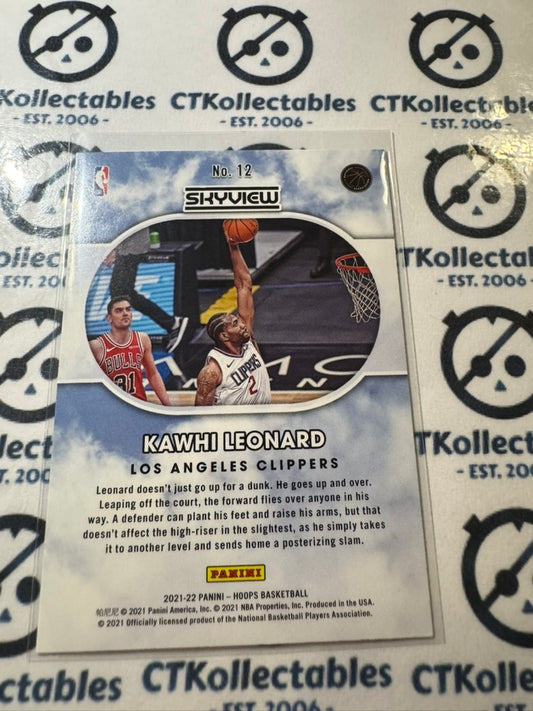 CTKollectables
- EST. 2006 -
No. 12
SKYVIEW
BULLS
31
CLIPPERS
2
KAWHI LEONARD
LOS ANGELES CLIPPERS
Leonard doesn't just go up for a dunk. He goes up and over.
Leaping off the court, the forward flies over anyone in his
way. A defender can plant his feet and raise his arms, but that
doesn't affect the high-riser in the slightest, as he simply takes
it to another level and sends home a posterizing slam.
PANINI
2021-22 PANINI – HOOPS BASKETBALL
帕尼尼 © 2021 Panini America, Inc. © 2021 NBA Properties, Inc. Produced in the USA.
© 2021 Officially licensed product of the National Basketball Players Association.
CTKollectables
- EST. 2006 -